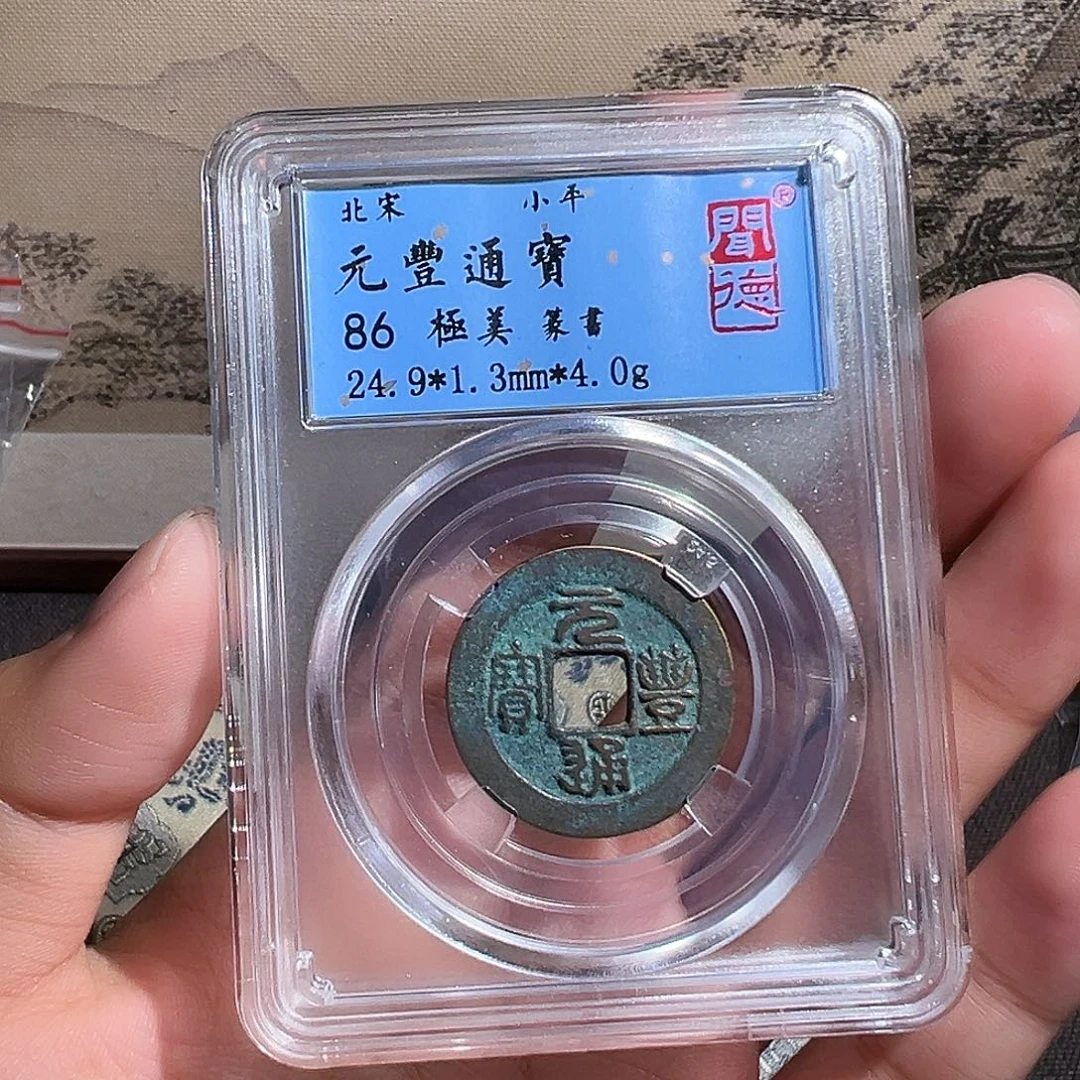 北宋 小平
元豐通寶
86 極美 篆書
24.9*1.3mm*4.0g
聞德
®
元豐通寶